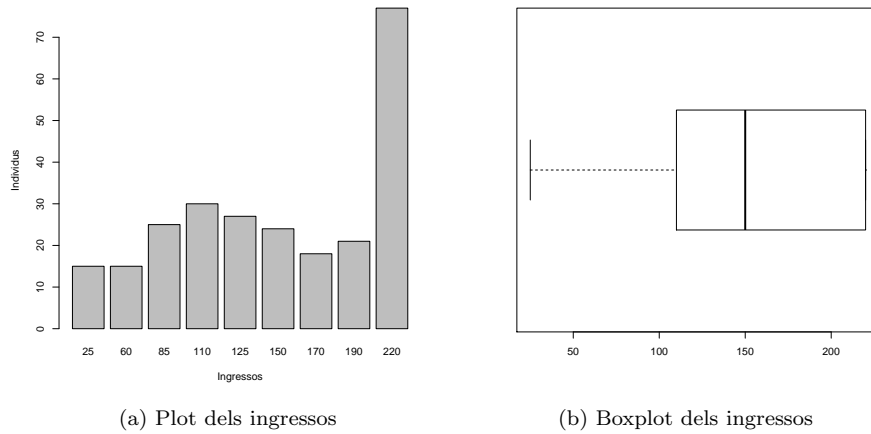 70
60
50
40
30
20
10
0
Individus
25 60 85 110 125 150 170 190 220
Ingressos
(a) Plot dels ingressos
50 100 150 200
(b) Boxplot dels ingressos